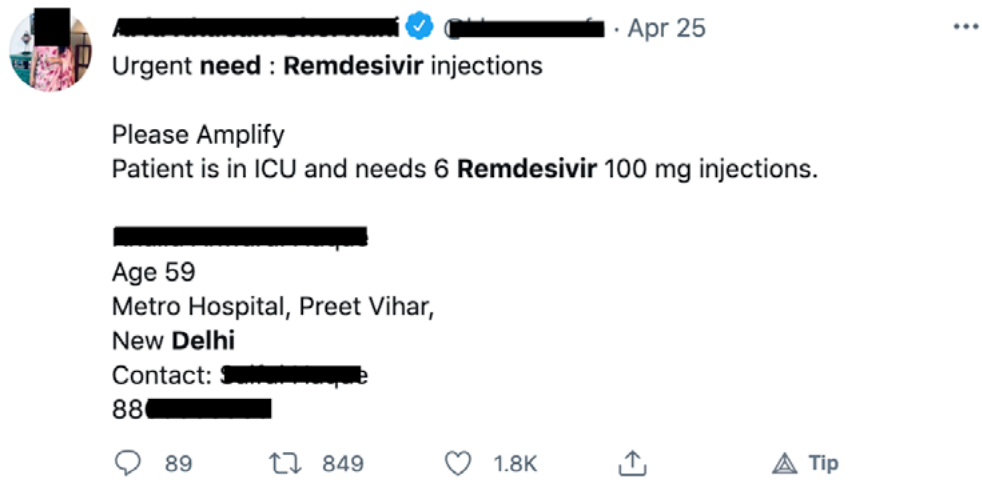 · Apr 25
Urgent need : Remdesivir injections
Please Amplify
Patient is in ICU and needs 6 Remdesivir 100 mg injections.
Age 59
Metro Hospital, Preet Vihar,
New Delhi
Contact:
88
89 849 1.8K Tip